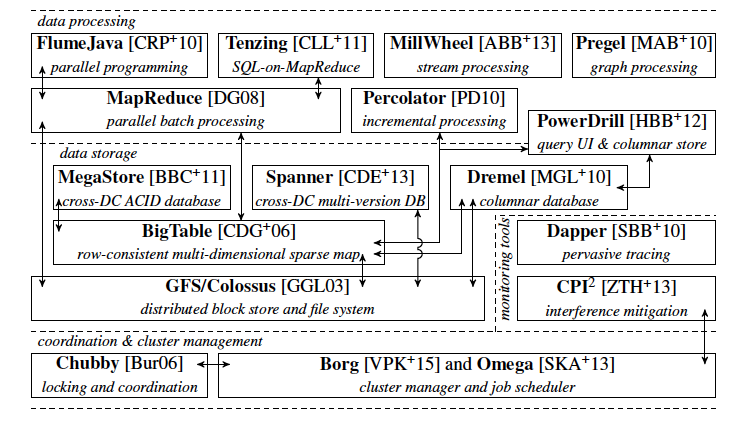 data processing
FlumeJava [CRP+10]
parallel programming
Tenzing [CLL+11]
SQL-on-MapReduce
MillWheel [ABB+13]
stream processing
Pregel [MAB+10]
graph processing
MapReduce [DG08]
parallel batch processing
Percolator [PD10]
incremental processing
PowerDrill [HBB+12]
query UI & columnar store
data storage
MegaStore [BBC+11]
cross-DC ACID database
Spanner [CDE+13]
cross-DC multi-version DB
Dremel [MGL+10]
columnar database
BigTable [CDG+06]
row-consistent multi-dimensional sparse map
monitoring tools
Dapper [SBB+10]
pervasive tracing
GFS/Colossus [GGL03]
distributed block store and file system
CPI² [ZTH+13]
interference mitigation
coordination & cluster management
Chubby [Bur06]
locking and coordination
Borg [VPK+15] and Omega [SKA+13]
cluster manager and job scheduler